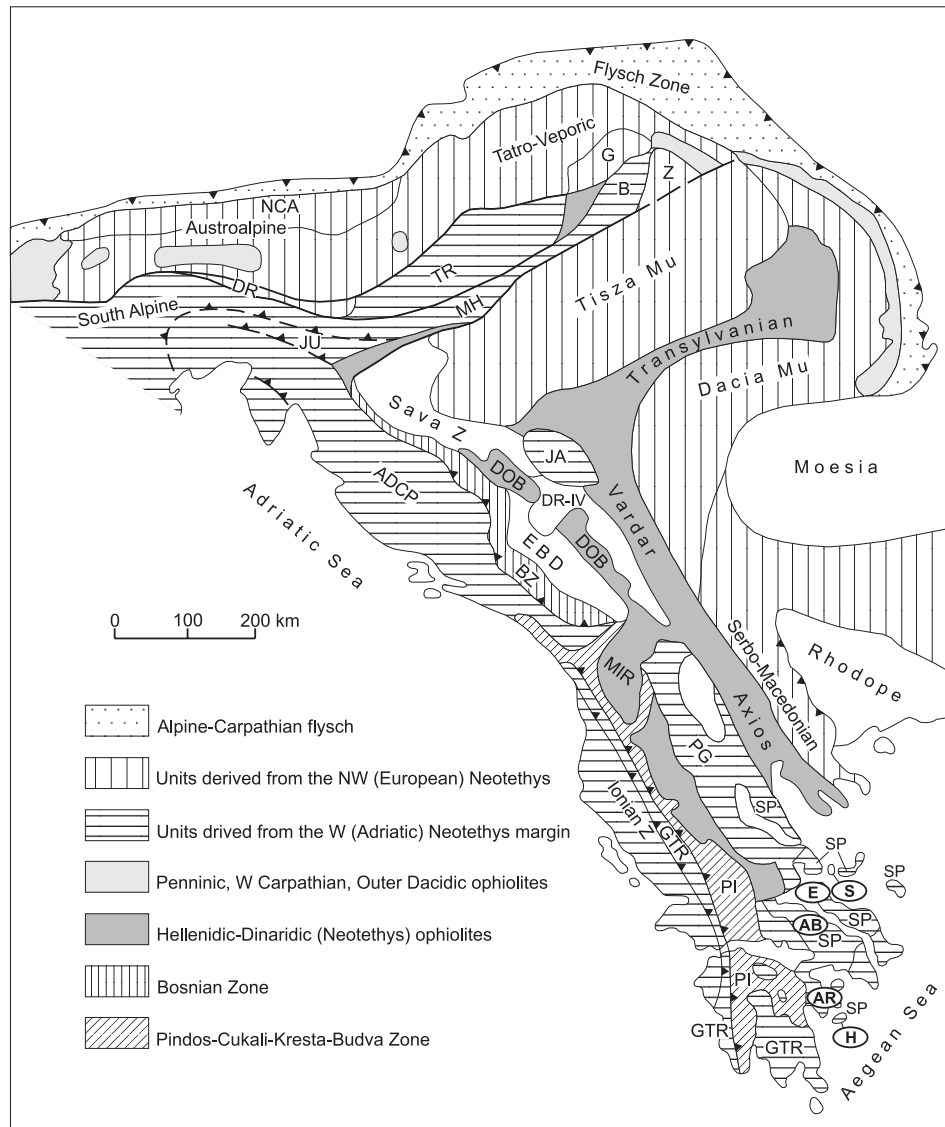 Flysch Zone
Tatro-Veporic
G
Z
B
NCA
Austroalpine
TR
DR
Tisza Mu
MH
South Alpine
JU
Transylvanian
Dacia Mu
Sava Z
JA
Moesia
DOB
ADCP
DR-IV
Vardar
Adriatic Sea
EBD
DOB
BZ
0 100 200 km
Serbo-Macedonian
Rhodope
MIR
Axios
PG
Alpine-Carpathian flysch
Units derived from the NW (European) Neotethys
Ionian Z
SP
Units drived from the W (Adriatic) Neotethys margin
GTR
SP
SP
Penninic, W Carpathian, Outer Dacidic ophiolites
PI
E
S
Hellenidic-Dinaridic (Neotethys) ophiolites
AB
SP
SP
Bosnian Zone
PI
AR
SP
Pindos-Cukali-Kresta-Budva Zone
GTR
GTR
H
Aegean Sea